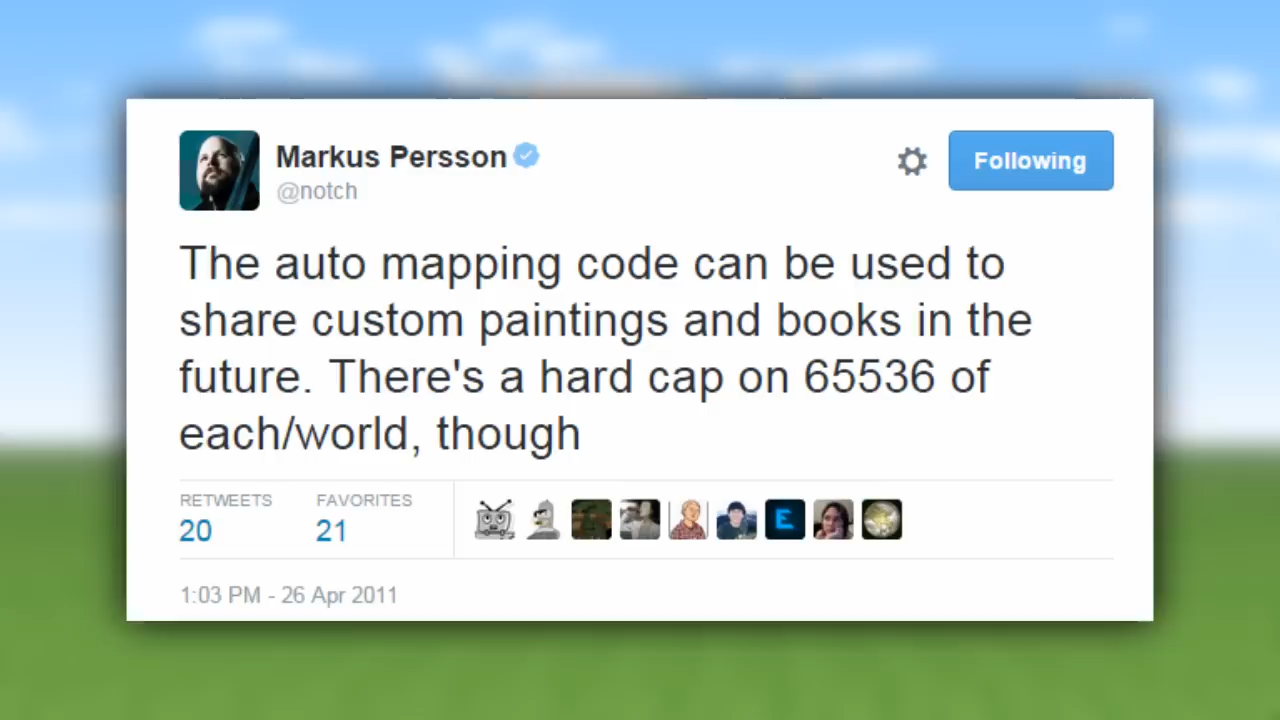 Markus Persson
@notch
Following
The auto mapping code can be used to
share custom paintings and books in the
future. There's a hard cap on 65536 of
each/world, though
RETWEETS FAVORITES
20 21
E
1:03 PM - 26 Apr 2011